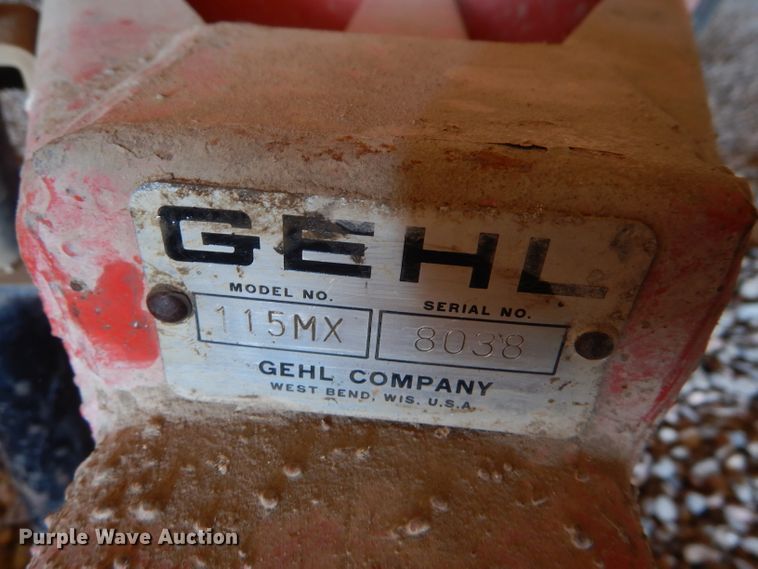 GEHL
MODEL NO. SERIAL NO.
115MX 8038
GEHL COMPANY
WEST BEND, WIS. U.S.A.
Purple Wave Auction